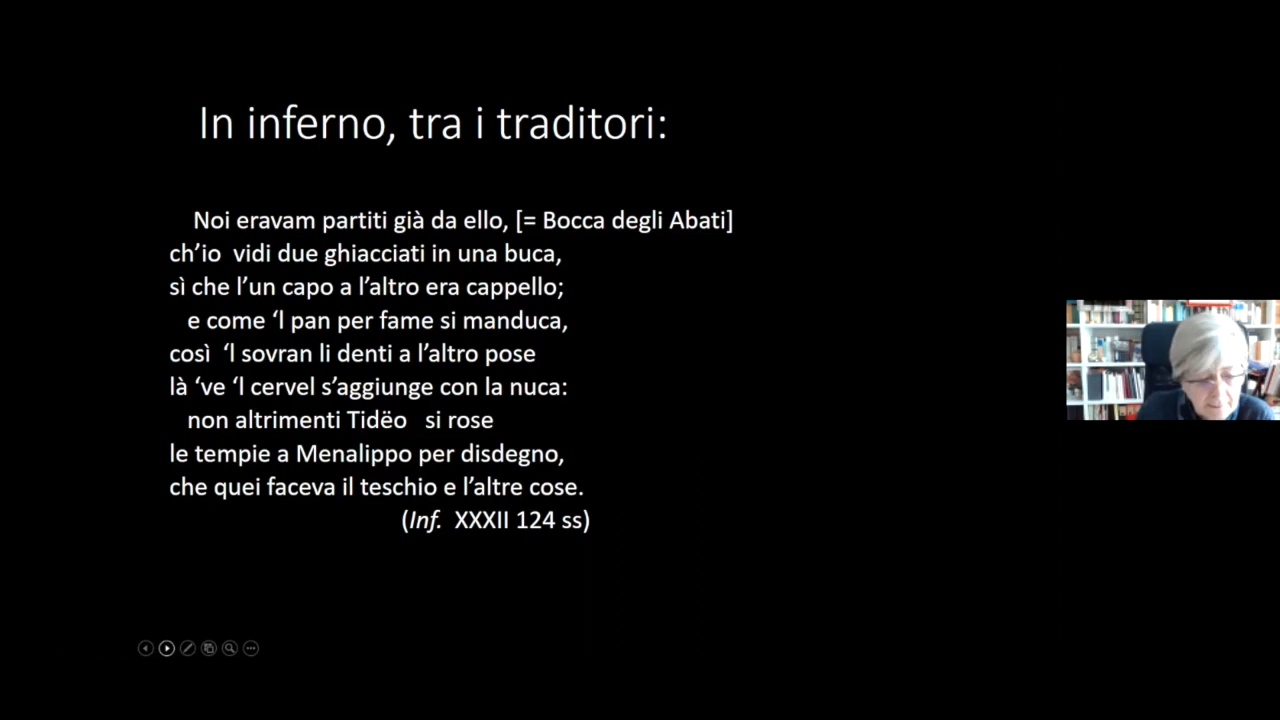 In inferno, tra i traditori:
Noi eravam partiti già da ello, [= Bocca degli Abati]
ch’io vidi due ghiacciati in una buca,
sì che l’un capo a l’altro era cappello;
e come ‘l pan per fame si manduca,
così ‘l sovran li denti a l’altro pose
là ‘ve ‘l cervel s’aggiunge con la nuca:
non altrimenti Tidëo si rose
le tempie a Menalippo per disdegno,
che quei faceva il teschio e l’altre cose.
(Inf. XXXII 124 ss)